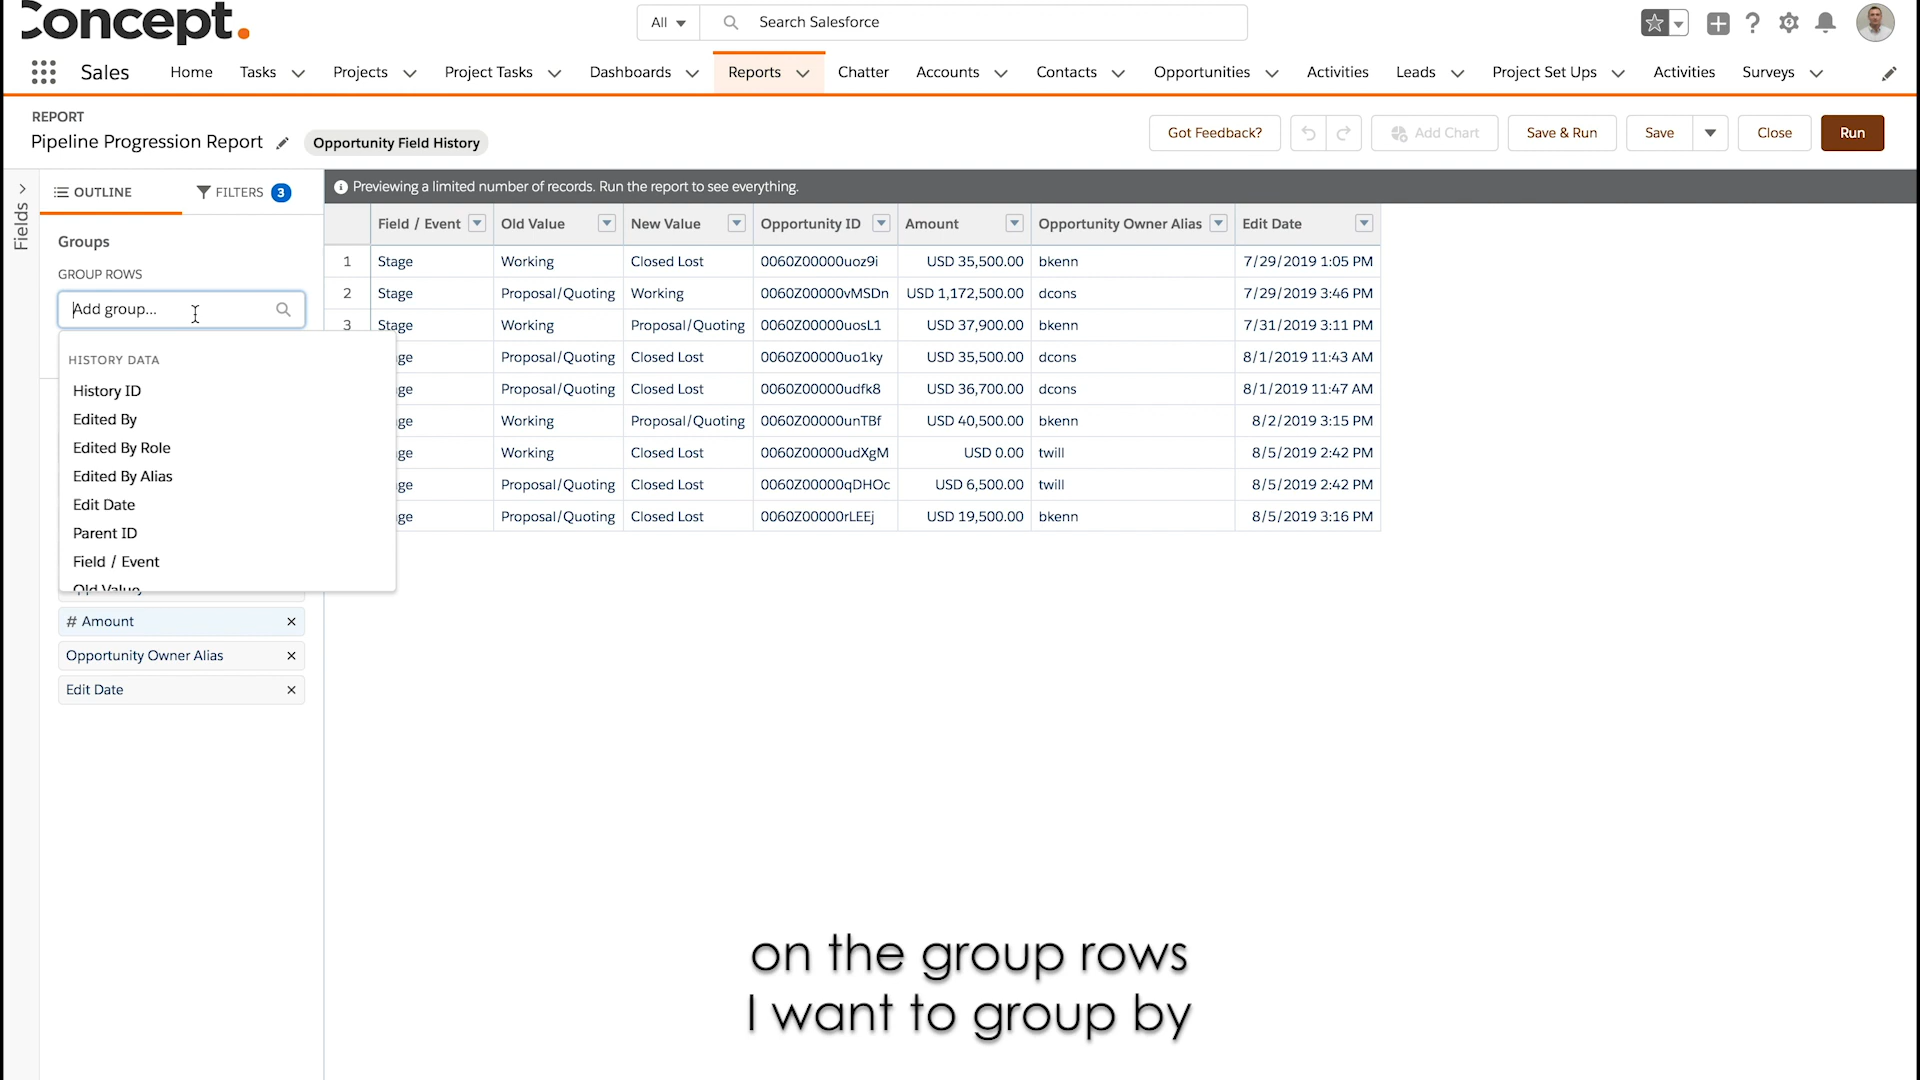 Concept.
All
Search Salesforce
Sales Home Tasks Projects Project Tasks Dashboards Reports Chatter Accounts Contacts Opportunities Activities Leads Project Set Ups Activities Surveys
REPORT
Pipeline Progression Report Opportunity Field History
Got Feedback? Add Chart Save & Run Save Close Run
Fields
OUTLINE FILTERS 3
Previewing a limited number of records. Run the report to see everything.
Groups
GROUP ROWS
Add group...
HISTORY DATA
History ID
Edited By
Edited By Role
Edited By Alias
Edit Date
Parent ID
Field / Event
Old Value
# Amount
Opportunity Owner Alias
Edit Date
Field / Event Old Value New Value Opportunity ID Amount Opportunity Owner Alias Edit Date
1 Stage Working Closed Lost 0060Z00000uoz9i USD 35,500.00 bkenn 7/29/2019 1:05 PM
2 Stage Proposal/Quoting Working 0060Z00000vMSDn USD 1,172,500.00 dcons 7/29/2019 3:46 PM
3 Stage Working Proposal/Quoting 0060Z00000uosL1 USD 37,900.00 bkenn 7/31/2019 3:11 PM
ge Proposal/Quoting Closed Lost 0060Z00000uo1ky USD 35,500.00 dcons 8/1/2019 11:43 AM
ge Proposal/Quoting Closed Lost 0060Z00000udfk8 USD 36,700.00 dcons 8/1/2019 11:47 AM
ge Working Proposal/Quoting 0060Z00000unTBf USD 40,500.00 bkenn 8/2/2019 3:15 PM
ge Working Closed Lost 0060Z00000udXgM USD 0.00 twill 8/5/2019 2:42 PM
ge Proposal/Quoting Closed Lost 0060Z00000qDHOc USD 6,500.00 twill 8/5/2019 2:42 PM
ge Proposal/Quoting Closed Lost 0060Z00000rLEEj USD 19,500.00 bkenn 8/5/2019 3:16 PM
on the group rows
I want to group by